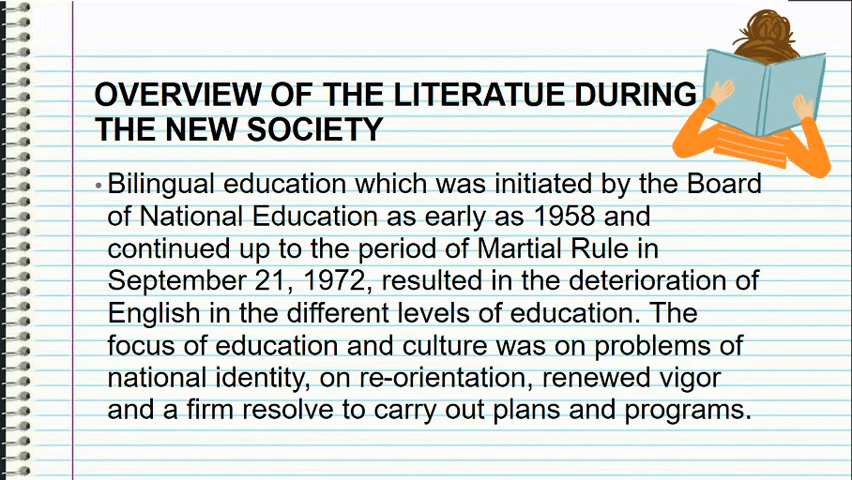 OVERVIEW OF THE LITERATUE DURING
THE NEW SOCIETY
• Bilingual education which was initiated by the Board
of National Education as early as 1958 and
continued up to the period of Martial Rule in
September 21, 1972, resulted in the deterioration of
English in the different levels of education. The
focus of education and culture was on problems of
national identity, on re-orientation, renewed vigor
and a firm resolve to carry out plans and programs.